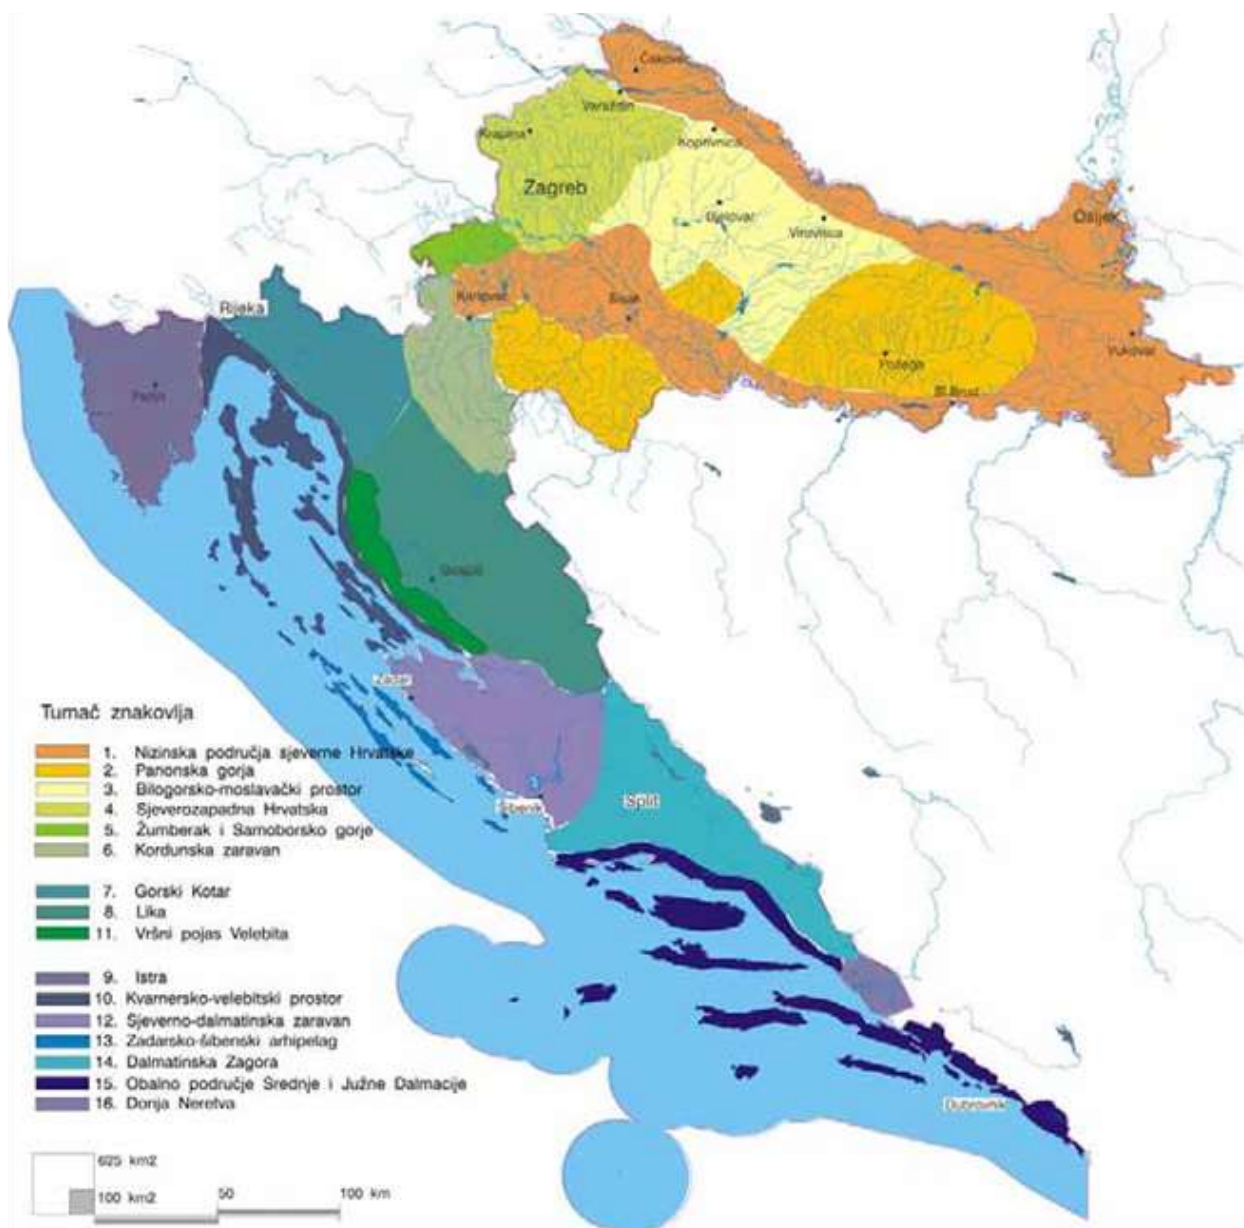 Čakovec
Varaždin
Krapina
Koprivnica
Zagreb
Bjelovar
Virovitica
Osijek
Karlovac
Sisak
Rijeka
Vukovar
Požega
Sl.Brod
Pazin
Gospić
Zadar
Šibenik
Split
Dubrovnik
Tumač znakovlja
1. Nizinska područja sjeverne Hrvatske
2. Panonska gorja
3. Bilogorsko-moslavački prostor
4. Sjeverozapadna Hrvatska
5. Žumberak i Samoborsko gorje
6. Kordunska zaravan
7. Gorski Kotar
8. Lika
11. Vršni pojas Velebita
9. Istra
10. Kvarnersko-velebitski prostor
12. Sjeverno-dalmatinska zaravan
13. Zadarsko-šibenski arhipelag
14. Dalmatinska Zagora
15. Obalno područje Srednje i Južne Dalmacije
16. Donja Neretva
625 km2
100 km2
50
100 km